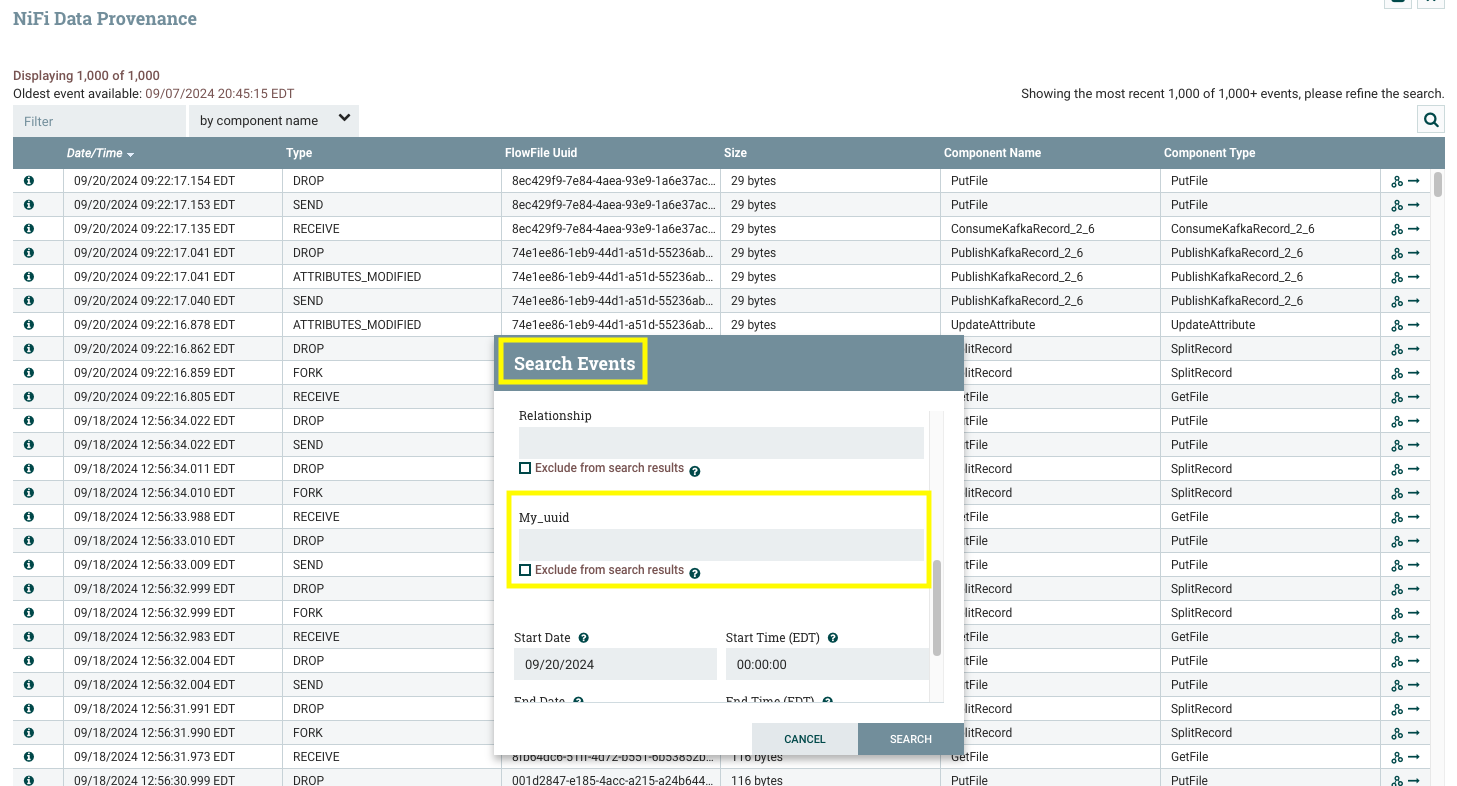 NiFi Data Provenance
Displaying 1,000 of 1,000
Oldest event available: 09/07/2024 20:45:15 EDT
Showing the most recent 1,000 of 1,000+ events, please refine the search.
Filter
by component name
Date/Time Type FlowFile Uuid Size Component Name Component Type
09/20/2024 09:22:17.154 EDT DROP 8ec429f9-7e84-4aea-93e9-1a6e37ac... 29 bytes PutFile PutFile
09/20/2024 09:22:17.153 EDT SEND 8ec429f9-7e84-4aea-93e9-1a6e37ac... 29 bytes PutFile PutFile
09/20/2024 09:22:17.135 EDT RECEIVE 8ec429f9-7e84-4aea-93e9-1a6e37ac... 29 bytes ConsumeKafkaRecord_2_6 ConsumeKafkaRecord_2_6
09/20/2024 09:22:17.041 EDT DROP 74e1ee86-1eb9-44d1-a51d-55236ab... 29 bytes PublishKafkaRecord_2_6 PublishKafkaRecord_2_6
09/20/2024 09:22:17.041 EDT ATTRIBUTES_MODIFIED 74e1ee86-1eb9-44d1-a51d-55236ab... 29 bytes PublishKafkaRecord_2_6 PublishKafkaRecord_2_6
09/20/2024 09:22:17.040 EDT SEND 74e1ee86-1eb9-44d1-a51d-55236ab... 29 bytes PublishKafkaRecord_2_6 PublishKafkaRecord_2_6
09/20/2024 09:22:16.878 EDT ATTRIBUTES_MODIFIED 74e1ee86-1eb9-44d1-a51d-55236ab... 29 bytes UpdateAttribute UpdateAttribute
09/20/2024 09:22:16.862 EDT DROP litRecord SplitRecord
09/20/2024 09:22:16.859 EDT FORK litRecord SplitRecord
09/20/2024 09:22:16.805 EDT RECEIVE tFile GetFile
09/18/2024 12:56:34.022 EDT DROP tFile PutFile
09/18/2024 12:56:34.022 EDT SEND tFile PutFile
09/18/2024 12:56:34.011 EDT DROP litRecord SplitRecord
09/18/2024 12:56:34.010 EDT FORK litRecord SplitRecord
09/18/2024 12:56:33.988 EDT RECEIVE tFile GetFile
09/18/2024 12:56:33.010 EDT DROP tFile PutFile
09/18/2024 12:56:33.009 EDT SEND tFile PutFile
09/18/2024 12:56:32.999 EDT DROP litRecord SplitRecord
09/18/2024 12:56:32.999 EDT FORK litRecord SplitRecord
09/18/2024 12:56:32.983 EDT RECEIVE tFile GetFile
09/18/2024 12:56:32.004 EDT DROP tFile PutFile
09/18/2024 12:56:32.004 EDT SEND tFile PutFile
09/18/2024 12:56:31.991 EDT DROP litRecord SplitRecord
09/18/2024 12:56:31.990 EDT FORK litRecord SplitRecord
09/18/2024 12:56:31.973 EDT RECEIVE 116 bytes GetFile GetFile
09/18/2024 12:56:30.999 EDT DROP 001d2847-e185-4acc-a215-a24b644... 116 bytes PutFile PutFile
Search Events
Relationship
Exclude from search results
My_uuid
Exclude from search results
Start Date Start Time (EDT)
09/20/2024 00:00:00
End Date End Time (EDT)
CANCEL SEARCH